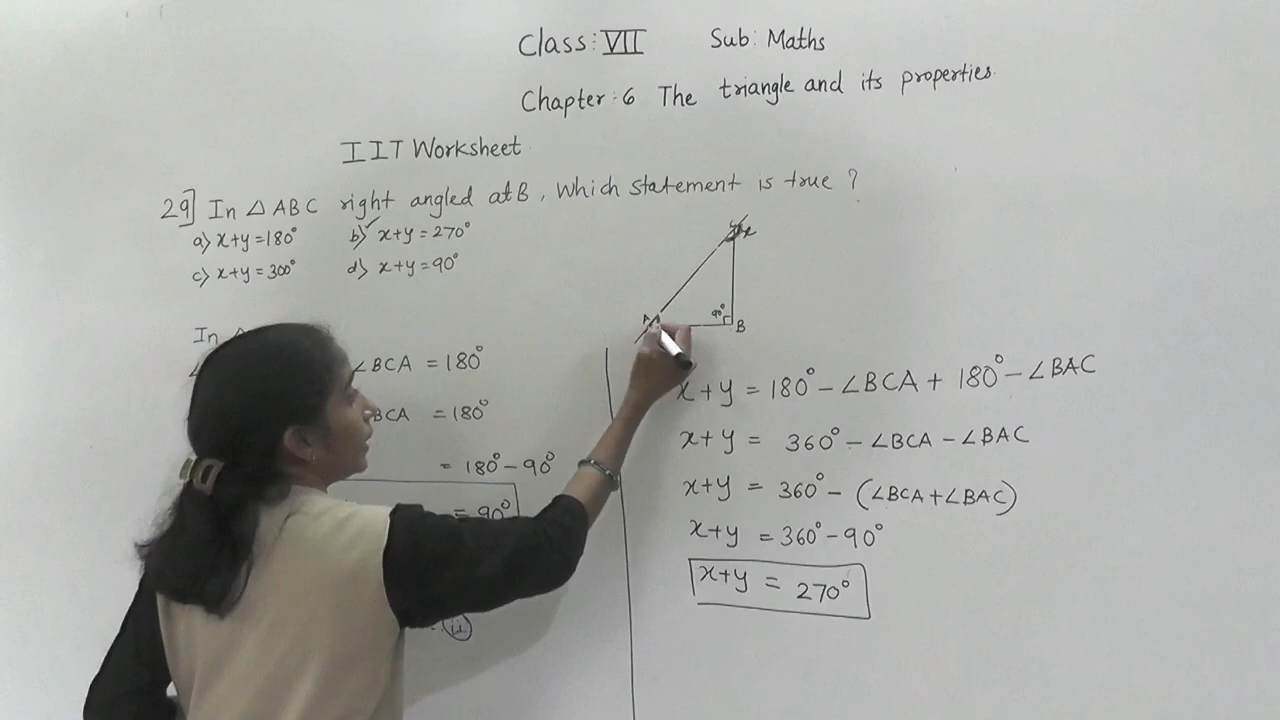 Class: VII Sub: Maths
Chapter: 6 The triangle and its properties.
IIT Worksheet
29] In △ ABC right angled at B, Which statement is true ?
a) x+y =180° b) ✓ x+y = 270°
c) x+y = 300° d) x+y = 90°
90°
B
In
∠BCA = 180°
BCA = 180°
= 180° - 90°
= 90°
x+y = 180° - ∠BCA + 180° - ∠BAC
x+y = 360° - ∠BCA - ∠BAC
x+y = 360° - (∠BCA+∠BAC)
x+y = 360° - 90°
x+y = 270°